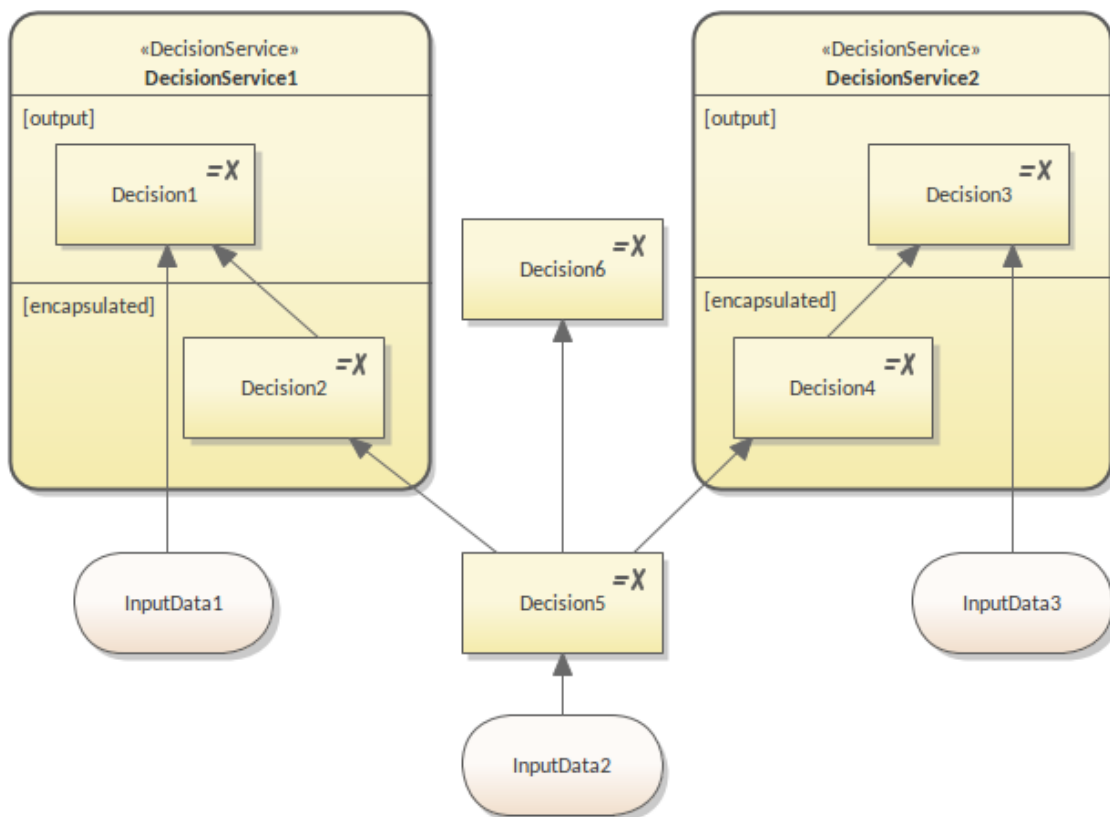 «DecisionService»
DecisionService1
[output]
=X
Decision1
[encapsulated]
=X
Decision2
=X
Decision6
«DecisionService»
DecisionService2
[output]
=X
Decision3
[encapsulated]
=X
Decision4
InputData1
=X
Decision5
InputData3
InputData2